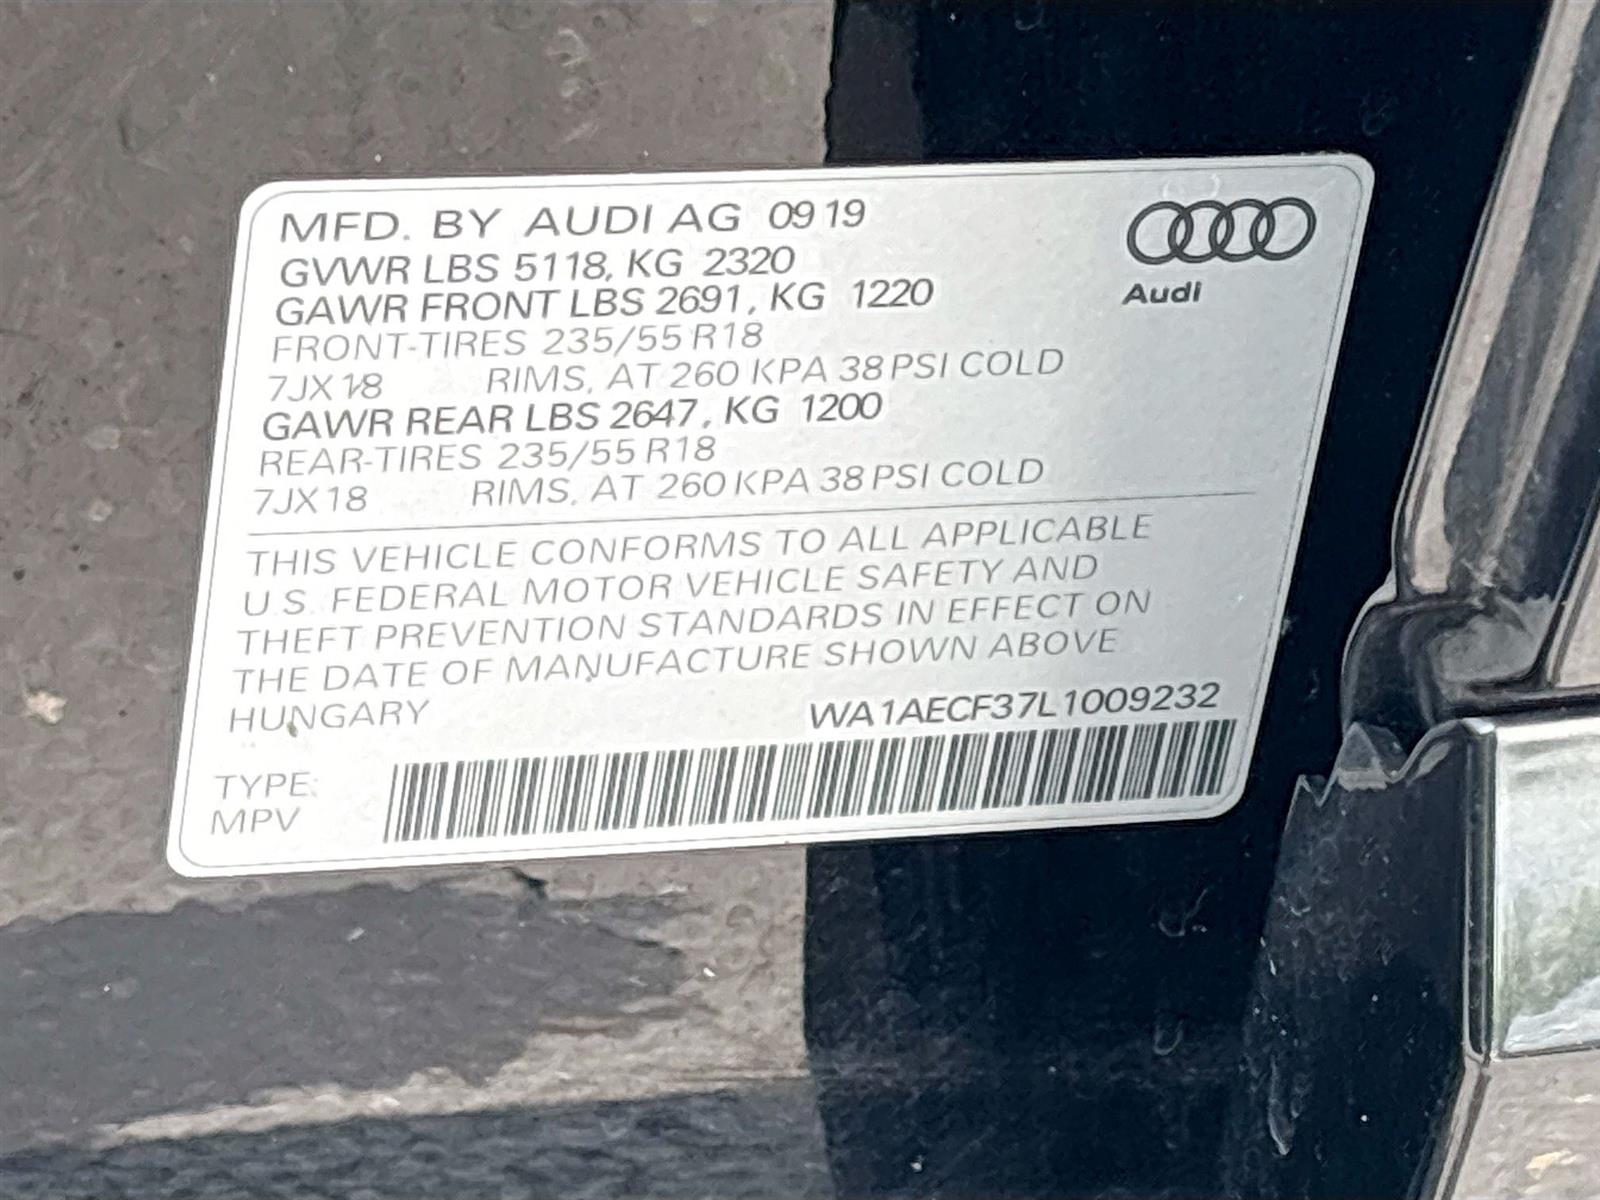 MFD. BY AUDI AG 09 19
GVWR LBS 5118, KG 2320
GAWR FRONT LBS 2691, KG 1220
FRONT-TIRES 235/55 R18
7JX18 RIMS, AT 260 KPA 38 PSI COLD
GAWR REAR LBS 2647, KG 1200
REAR-TIRES 235/55 R18
7JX18 RIMS, AT 260 KPA 38 PSI COLD
THIS VEHICLE CONFORMS TO ALL APPLICABLE
U.S. FEDERAL MOTOR VEHICLE SAFETY AND
THEFT PREVENTION STANDARDS IN EFFECT ON
THE DATE OF MANUFACTURE SHOWN ABOVE
HUNGARY WA1AECF37L1009232
TYPE:
MPV
Audi